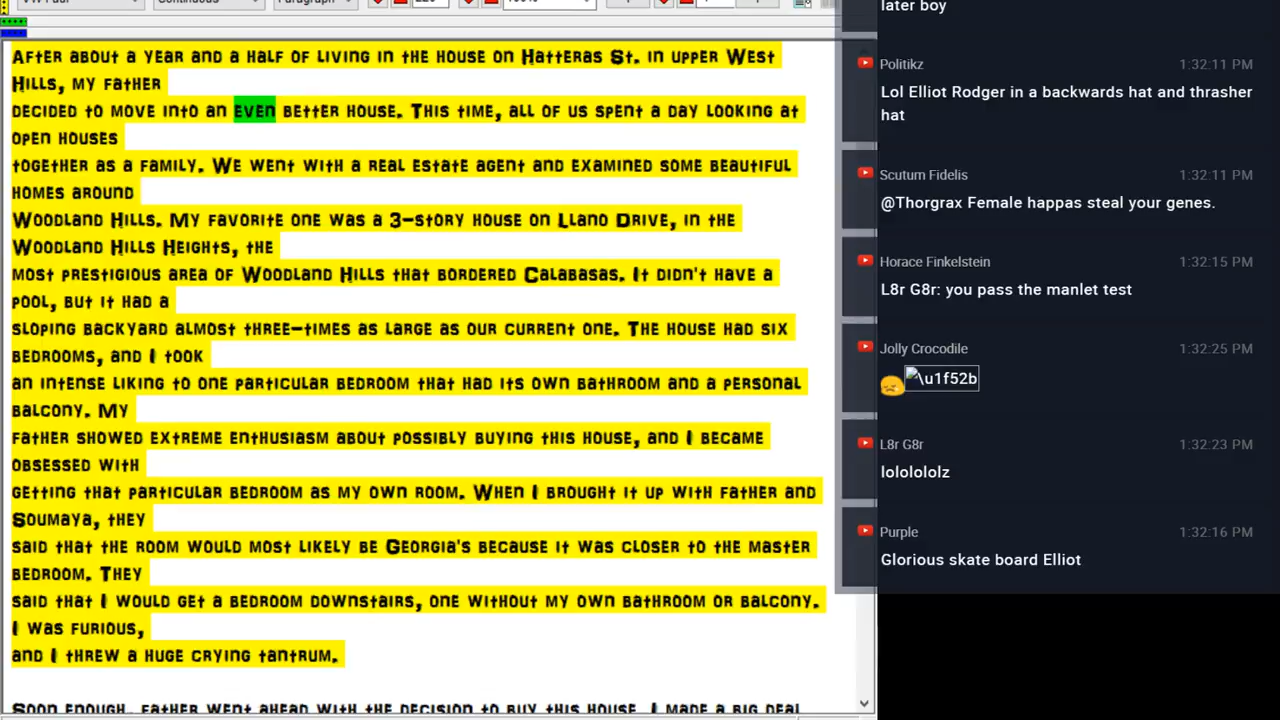 After about a year and a half of living in the house on Hatteras St. in upper West
Hills, my father
decided to move into an even better house. This time, all of us spent a day looking at
open houses
together as a family. We went with a real estate agent and examined some beautiful
homes around
Woodland Hills. My favorite one was a 3-story house on Llano Drive, in the
Woodland Hills Heights, the
most prestigious area of Woodland Hills that bordered Calabasas. It didn't have a
pool, but it had a
sloping backyard almost three-times as large as our current one. The house had six
bedrooms, and I took
an intense liking to one particular bedroom that had its own bathroom and a personal
balcony. My
father showed extreme enthusiasm about possibly buying this house, and I became
obsessed with
getting that particular bedroom as my own room. When I brought it up with father and
Soumaya, they
said that the room would most likely be Georgia's because it was closer to the master
bedroom. They
said that I would get a bedroom downstairs, one without my own bathroom or balcony.
I was furious,
and I threw a huge crying tantrum.
Soon enough, father went ahead with the decision to buy this house. I made a big deal
later boy
Politikz 1:32:11 PM
Lol Elliot Rodger in a backwards hat and thrasher
hat
Scutum Fidelis 1:32:11 PM
@Thorgrax Female happas steal your genes.
Horace Finkelstein 1:32:15 PM
L8r G8r: you pass the manlet test
Jolly Crocodile 1:32:25 PM
\u1f52b
L8r G8r 1:32:23 PM
lolololoIz
Purple 1:32:16 PM
Glorious skate board Elliot